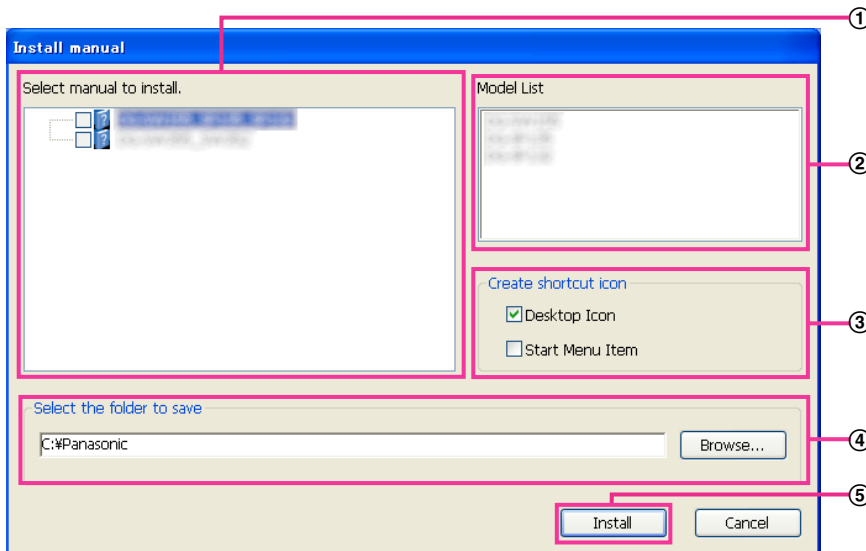 ①
Install manual
Select manual to install.
Model List
②
Create shortcut icon
Desktop Icon
③
Start Menu Item
Select the folder to save
C:¥Panasonic
Browse...
④
⑤
Install
Cancel